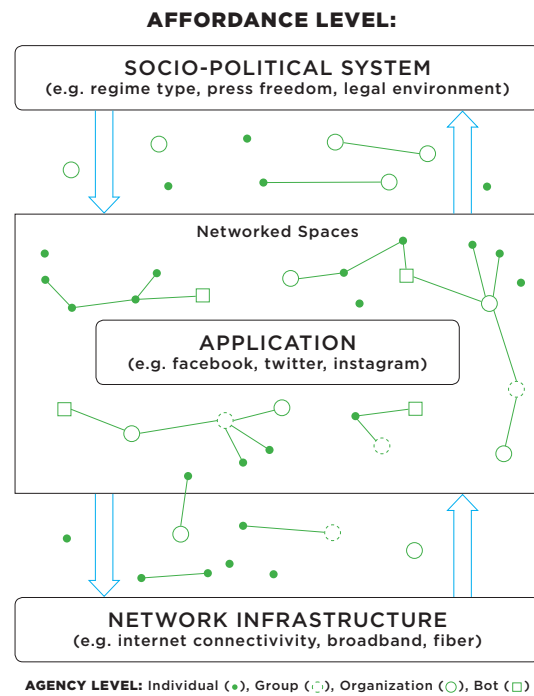 AFFORDANCE LEVEL:
SOCIO-POLITICAL SYSTEM
(e.g. regime type, press freedom, legal environment)
Networked Spaces
APPLICATION
(e.g. facebook, twitter, instagram)
NETWORK INFRASTRUCTURE
(e.g. internet connectivivity, broadband, fiber)
AGENCY LEVEL: Individual (●), Group (◌), Organization (○), Bot (□)